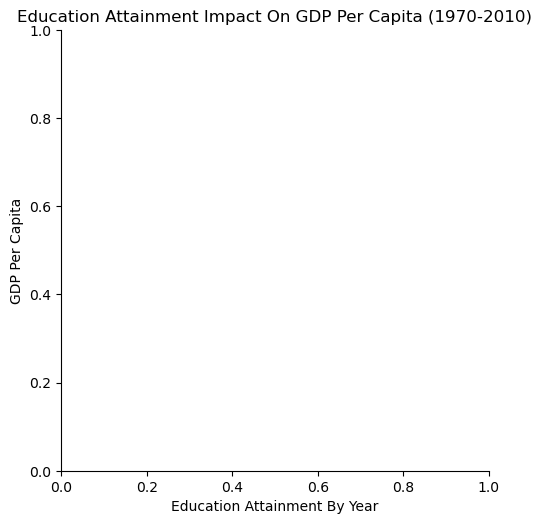 Education Attainment Impact On GDP Per Capita (1970-2010)
1.0
0.8
0.6
0.4
0.2
0.0
GDP Per Capita
0.0 0.2 0.4 0.6 0.8 1.0
Education Attainment By Year